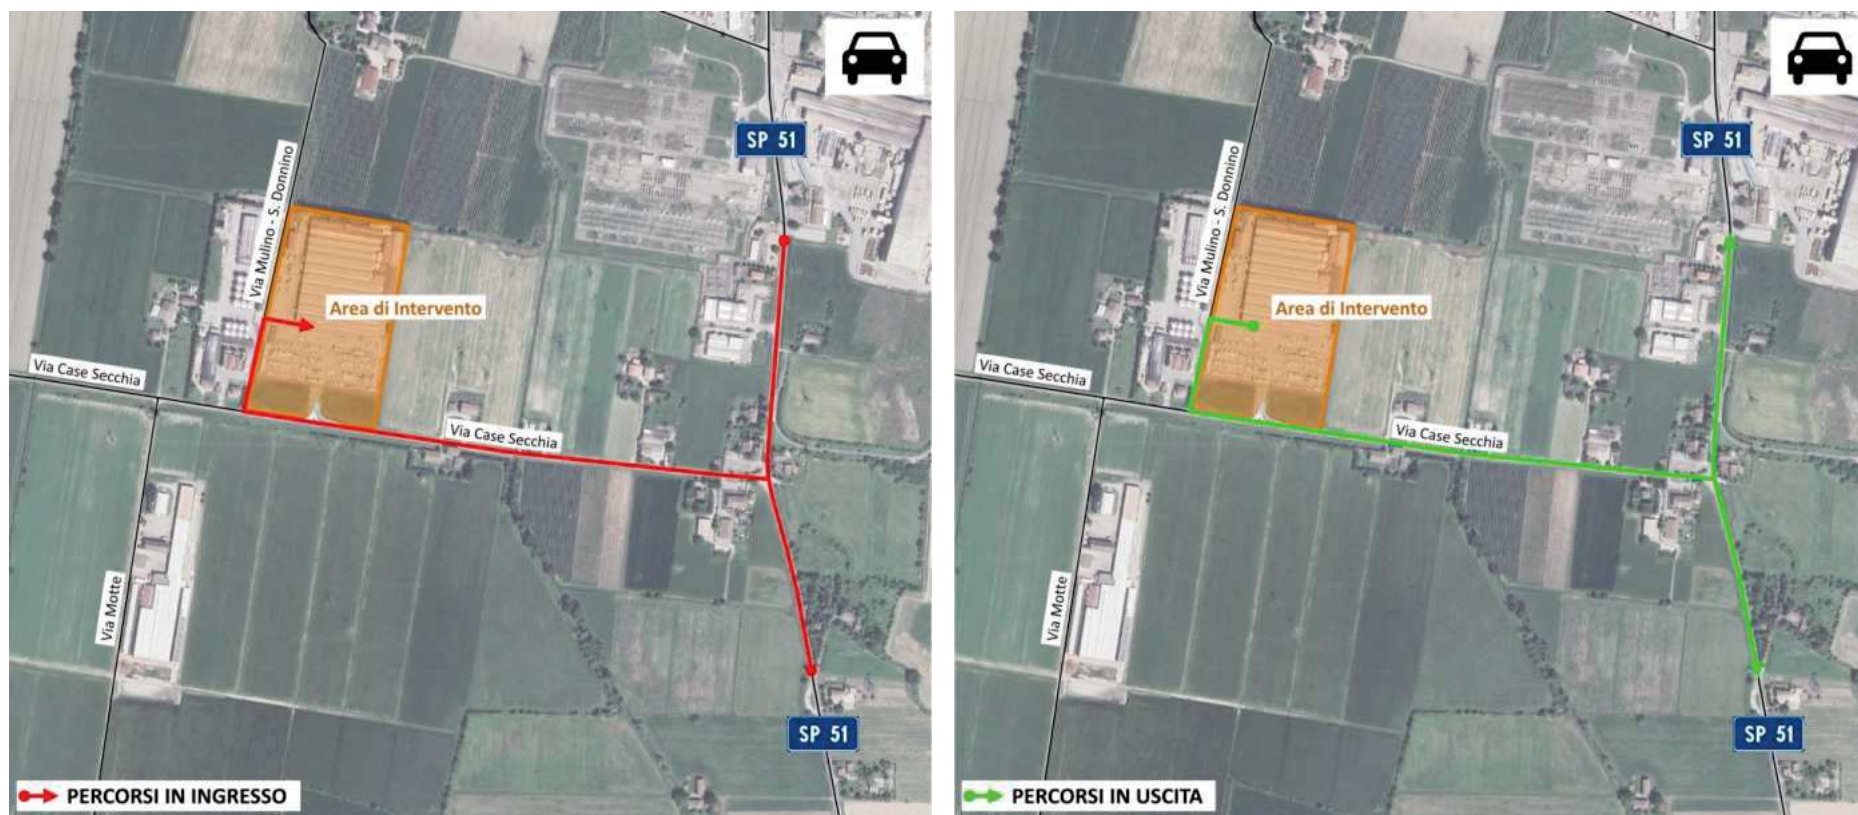 SP 51
Via Mulino - S. Donnino
Area di Intervento
Via Case Secchia
Via Case Secchia
Via Motte
SP 51
PERCORSI IN INGRESSO
SP 51
Via Mulino - S. Donnino
Area di Intervento
Via Case Secchia
Via Case Secchia
Via Motte
SP 51
PERCORSI IN USCITA